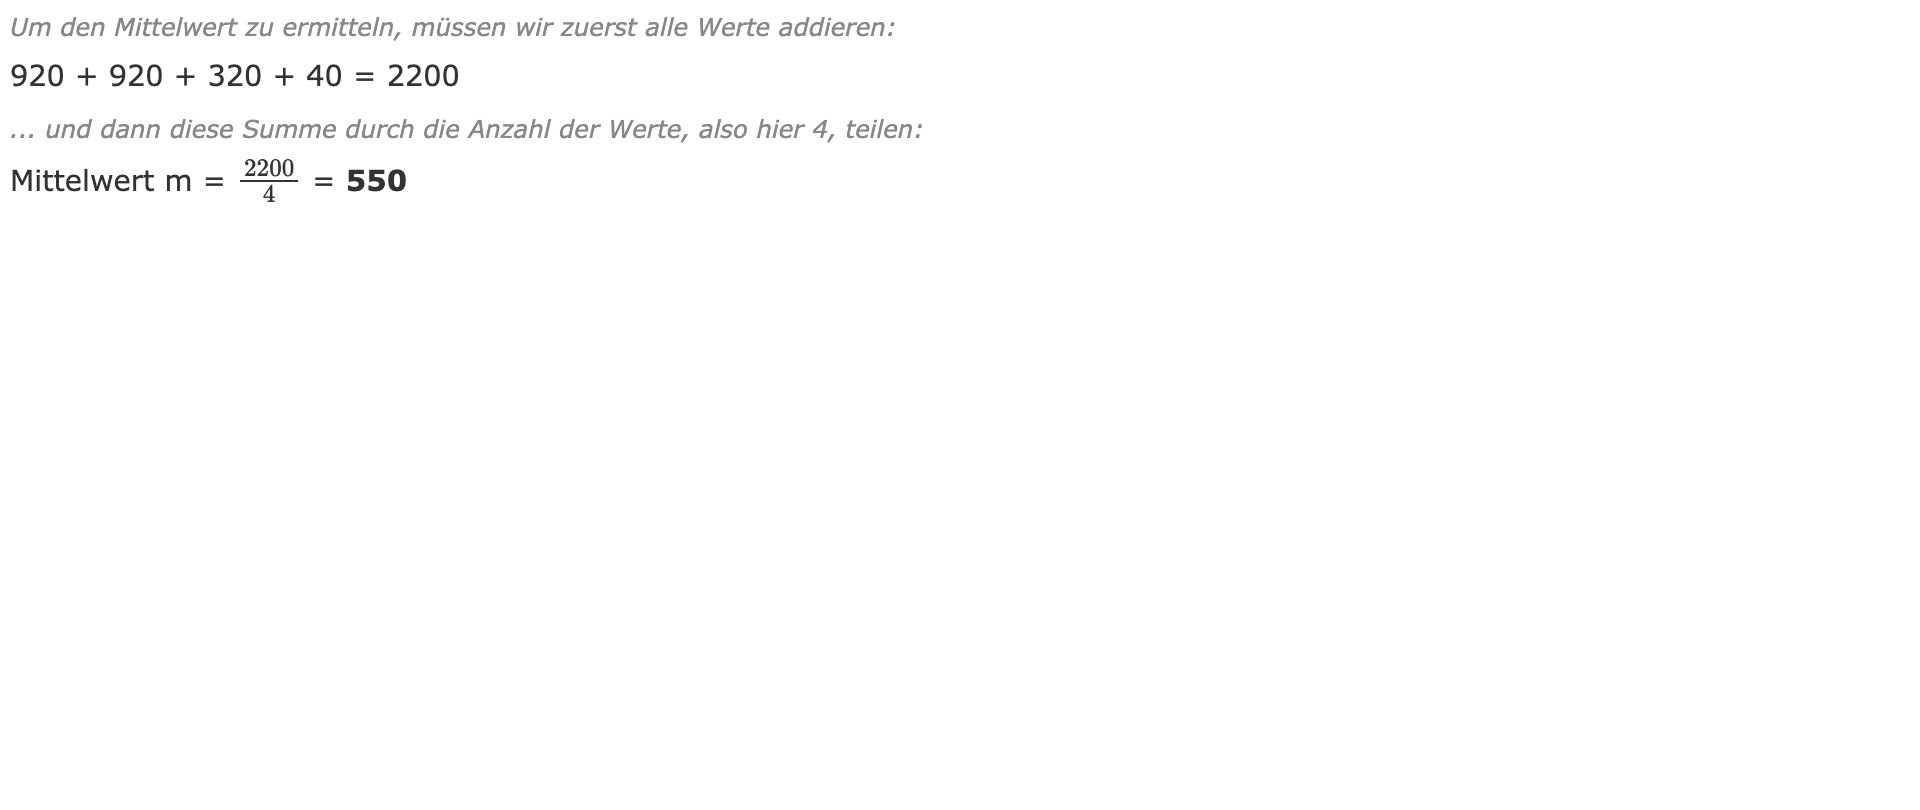 Um den Mittelwert zu ermitteln, müssen wir zuerst alle Werte addieren:
920 + 920 + 320 + 40 = 2200
... und dann diese Summe durch die Anzahl der Werte, also hier 4, teilen:
Mittelwert m = 2200/4 = 550